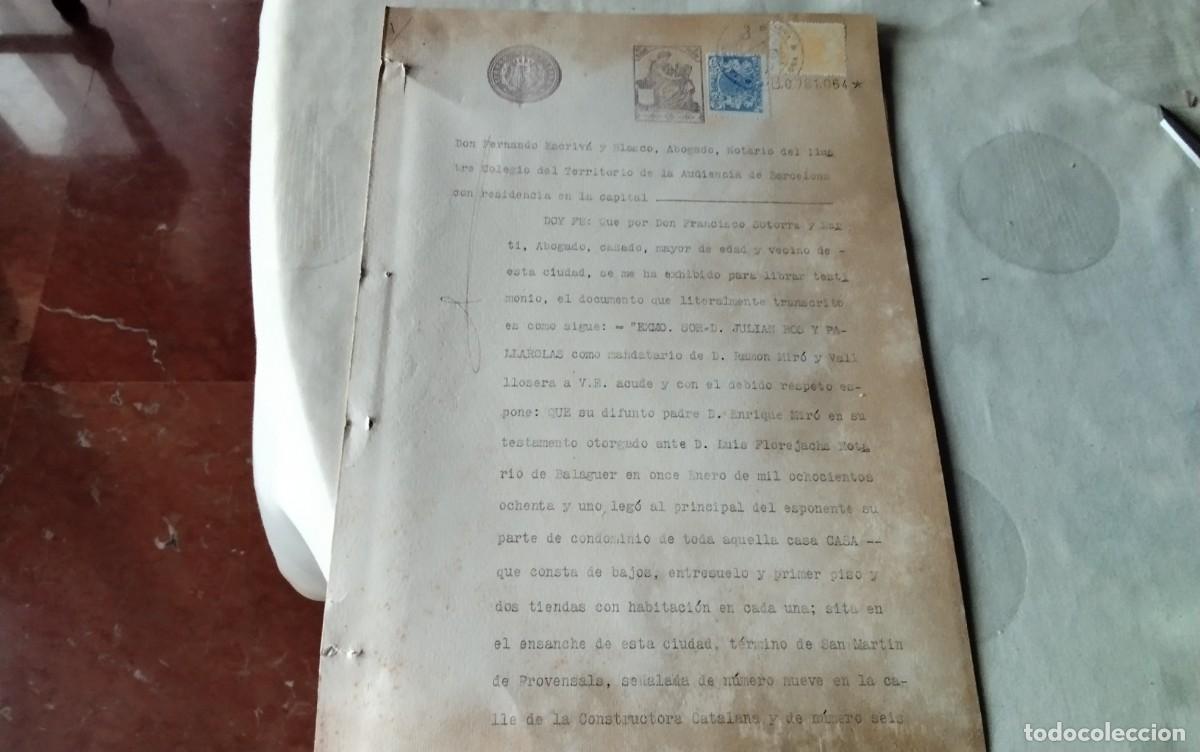 3ª
B.0.781.064 *
Don Fernando Escrivá y Blanco, Abogado, Notario del Ilus
tre Colegio del Territorio de la Audiencia de Barcelona
con residencia en la capital
DOY FE: Que por Don Francisco Sotorra y Mar
ti, Abogado, casado, mayor de edad y vecino de -
esta ciudad, se me ha exhibido para librar testi
monio, el documento que literalmente transcrito
es como sigue: = "EXMO. SOR-D. JULIAN ROS Y PA-
LLAROLAS como mandatario de D. Ramon Miró y Vall
llosera a V.E. acude y con el debido respeto es-
pone: QUE su difunto padre D. Enrique Miró en su
testamento otorgado ante D. Luis Florejachs Nota
rio de Balaguer en once Enero de mil ochocientos
ochenta y uno legó al principal del esponente su
parte de condominio de toda aquella casa CASA --
que consta de bajos, entresuelo y primer piso y
dos tiendas con habitación en cada una; sita en
el ensanche de esta ciudad, término de San Martin
de Provensals, señalada de número nueve en la ca-
lle de la Constructora Catalana y de número seis
todocoleccion